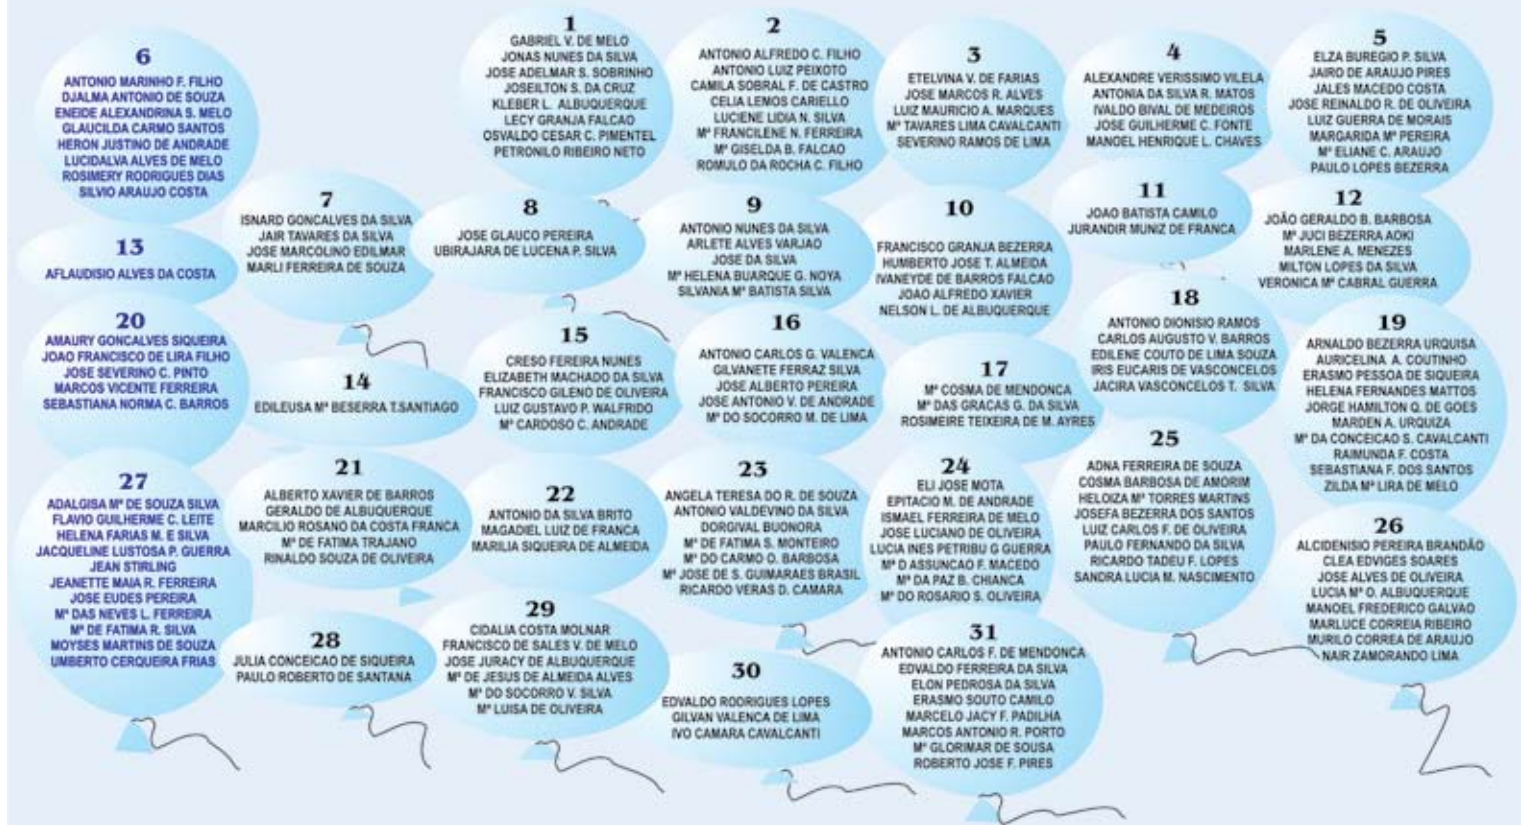 1
GABRIEL V. DE MELO
JONAS NUNES DA SILVA
JOSE ADELMAR S. SOBRINHO
JOSEILTON S. DA CRUZ
KLEBER L. ALBUQUERQUE
LECY GRANJA FALCAO
OSVALDO CESAR C. PIMENTEL
PETRONILO RIBEIRO NETO
2
ANTONIO ALFREDO C. FILHO
ANTONIO LUIZ PEIXOTO
CAMILA SOBRAL F. DE CASTRO
CELIA LEMOS CARIELLO
LUCIENE LIDIA N. SILVA
Mª FRANCILENE N. FERREIRA
Mª GISELDA B. FALCAO
ROMULO DA ROCHA C. FILHO
3
ETELVINA V. DE FARIAS
JOSE MARCOS R. ALVES
LUIZ MAURICIO A. MARQUES
Mª TAVARES LIMA CAVALCANTI
SEVERINO RAMOS DE LIMA
4
ALEXANDRE VERISSIMO VILELA
ANTONIA DA SILVA R. MATOS
IVALDO BIVAL DE MEDEIROS
JOSE GUILHERME C. FONTE
MANOEL HENRIQUE L. CHAVES
5
ELZA BUREGIO P. SILVA
JAIRO DE ARAUJO PIRES
JALES MACEDO COSTA
JOSE REINALDO R. DE OLIVEIRA
LUIZ GUERRA DE MORAIS
MARGARIDA Mª PEREIRA
Mª ELIANE C. ARAUJO
PAULO LOPES BEZERRA
6
ANTONIO MARINHO F. FILHO
DJALMA ANTONIO DE SOUZA
ENEIDE ALEXANDRINA S. MELO
GLAUCILDA CARMO SANTOS
HERON JUSTINO DE ANDRADE
LUCIDALVA ALVES DE MELO
ROSIMERY RODRIGUES DIAS
SILVIO ARAUJO COSTA
7
ISNARD GONCALVES DA SILVA
JAIR TAVARES DA SILVA
JOSE MARCOLINO EDILMAR
MARLI FERREIRA DE SOUZA
8
JOSE GLAUCO PEREIRA
UBIRAJARA DE LUCENA P. SILVA
9
ANTONIO NUNES DA SILVA
ARLETE ALVES VARJAO
JOSE DA SILVA
Mª HELENA BUARQUE G. NOYA
SILVANIA Mª BATISTA SILVA
10
FRANCISCO GRANJA BEZERRA
HUMBERTO JOSE T. ALMEIDA
IVANEYDE DE BARROS FALCAO
JOAO ALFREDO XAVIER
NELSON L. DE ALBUQUERQUE
11
JOAO BATISTA CAMILO
JURANDIR MUNIZ DE FRANCA
12
JOÃO GERALDO B. BARBOSA
Mª JUCI BEZERRA AOKI
MARLENE A. MENEZES
MILTON LOPES DA SILVA
VERONICA Mª CABRAL GUERRA
13
AFLAUDISIO ALVES DA COSTA
14
EDILEUSA Mª BESERRA T.SANTIAGO
15
CRESO FEREIRA NUNES
ELIZABETH MACHADO DA SILVA
FRANCISCO GILENO DE OLIVEIRA
LUIZ GUSTAVO P. WALFRIDO
Mª CARDOSO C. ANDRADE
16
ANTONIO CARLOS G. VALENCA
GILVANETE FERRAZ SILVA
JOSE ALBERTO PEREIRA
JOSE ANTONIO V. DE ANDRADE
Mª DO SOCORRO M. DE LIMA
17
Mª COSMA DE MENDONCA
Mª DAS GRACAS G. DA SILVA
ROSIMEIRE TEIXEIRA DE M. AYRES
18
ANTONIO DIONISIO RAMOS
CARLOS AUGUSTO V. BARROS
EDILENE COUTO DE LIMA SOUZA
IRIS EUCARIS DE VASCONCELOS
JACIRA VASCONCELOS T. SILVA
19
ARNALDO BEZERRA URQUISA
AURICELINA A. COUTINHO
ERASMO PESSOA DE SIQUEIRA
HELENA FERNANDES MATTOS
JORGE HAMILTON Q. DE GOES
MARDEN A. URQUIZA
Mª DA CONCEICAO S. CAVALCANTI
RAIMUNDA F. COSTA
SEBASTIANA F. DOS SANTOS
ZILDA Mª LIRA DE MELO
20
AMAURY GONCALVES SIQUEIRA
JOAO FRANCISCO DE LIRA FILHO
JOSE SEVERINO C. PINTO
MARCOS VICENTE FERREIRA
SEBASTIANA NORMA C. BARROS
21
ALBERTO XAVIER DE BARROS
GERALDO DE ALBUQUERQUE
MARCILIO ROSANO DA COSTA FRANCA
Mª DE FATIMA TRAJANO
RINALDO SOUZA DE OLIVEIRA
22
ANTONIO DA SILVA BRITO
MAGADIEL LUIZ DE FRANCA
MARILIA SIQUEIRA DE ALMEIDA
23
ANGELA TERESA DO R. DE SOUZA
ANTONIO VALDEVINO DA SILVA
DORGIVAL BUONORA
Mª DE FATIMA S. MONTEIRO
Mª DO CARMO O. BARBOSA
Mª JOSE DE S. GUIMARAES BRASIL
RICARDO VERAS D. CAMARA
24
ELI JOSE MOTA
EPITACIO M. DE ANDRADE
ISMAEL FERREIRA DE MELO
JOSE LUCIANO DE OLIVEIRA
LUCIA INES PETRIBU G GUERRA
Mª D ASSUNCAO F. MACEDO
Mª DA PAZ B. CHIANCA
Mª DO ROSARIO S. OLIVEIRA
25
ADNA FERREIRA DE SOUZA
COSMA BARBOSA DE AMORIM
HELOIZA Mª TORRES MARTINS
JOSEFA BEZERRA DOS SANTOS
LUIZ CARLOS F. DE OLIVEIRA
PAULO FERNANDO DA SILVA
RICARDO TADEU F. LOPES
SANDRA LUCIA M. NASCIMENTO
26
ALCIDENISIO PEREIRA BRANDÃO
CLEA EDVIGES SOARES
JOSE ALVES DE OLIVEIRA
LUCIA Mª O. ALBUQUERQUE
MANOEL FREDERICO GALVAO
MARLUCE CORREIA RIBEIRO
MURILO CORREA DE ARAUJO
NAIR ZAMORANDO LIMA
27
ADALGISA Mª DE SOUZA SILVA
FLAVIO GUILHERME C. LEITE
HELENA FARIAS M. E SILVA
JACQUELINE LUSTOSA P. GUERRA
JEAN STIRLING
JEANETTE MAIA R. FERREIRA
JOSE EUDES PEREIRA
Mª DAS NEVES L. FERREIRA
Mª DE FATIMA R. SILVA
MOYSES MARTINS DE SOUZA
UMBERTO CERQUEIRA FRIAS
28
JULIA CONCEICAO DE SIQUEIRA
PAULO ROBERTO DE SANTANA
29
CIDALIA COSTA MOLNAR
FRANCISCO DE SALES V. DE MELO
JOSE JURACY DE ALBUQUERQUE
Mª DE JESUS DE ALMEIDA ALVES
Mª DO SOCORRO V. SILVA
Mª LUISA DE OLIVEIRA
30
EDVALDO RODRIGUES LOPES
GILVAN VALENCA DE LIMA
IVO CAMARA CAVALCANTI
31
ANTONIO CARLOS F. DE MENDONCA
EDVALDO FERREIRA DA SILVA
ELON PEDROSA DA SILVA
ERASMO SOUTO CAMILO
MARCELO JACY F. PADILHA
MARCOS ANTONIO R. PORTO
Mª GLORIMAR DE SOUSA
ROBERTO JOSE F. PIRES